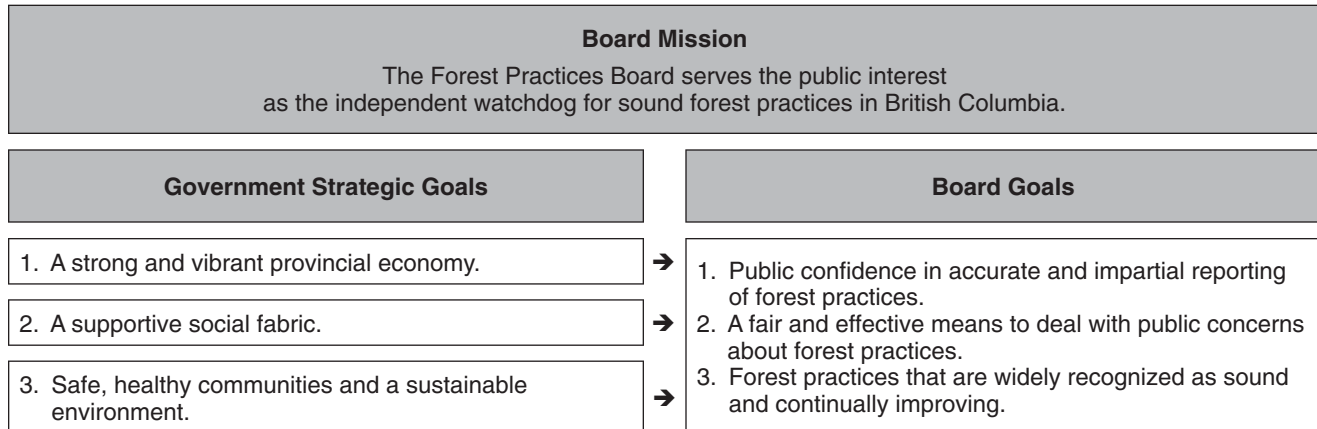 Board Mission
The Forest Practices Board serves the public interest
as the independent watchdog for sound forest practices in British Columbia.
Government Strategic Goals
Board Goals
1. A strong and vibrant provincial economy.
➔
2. A supportive social fabric.
➔
3. Safe, healthy communities and a sustainable
environment.
➔
1. Public confidence in accurate and impartial reporting
of forest practices.
2. A fair and effective means to deal with public concerns
about forest practices.
3. Forest practices that are widely recognized as sound
and continually improving.